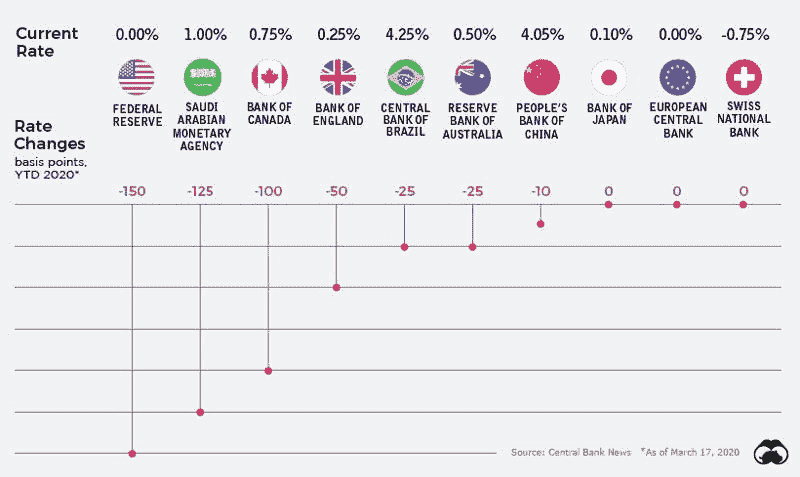 Current
Rate
0.00% 1.00% 0.75% 0.25% 4.25% 0.50% 4.05% 0.10% 0.00% -0.75%
FEDERAL
RESERVE
SAUDI
ARABIAN
MONETARY
AGENCY
BANK OF
CANADA
BANK OF
ENGLAND
CENTRAL
BANK OF
BRAZIL
RESERVE
BANK OF
AUSTRALIA
PEOPLE'S
BANK OF
CHINA
BANK OF
JAPAN
EUROPEAN
CENTRAL
BANK
SWISS
NATIONAL
BANK
Rate
Changes
basis points,
YTD 2020*
-150 -125 -100 -50 -25 -25 -10 0 0 0
Source: Central Bank News *As of March 17, 2020